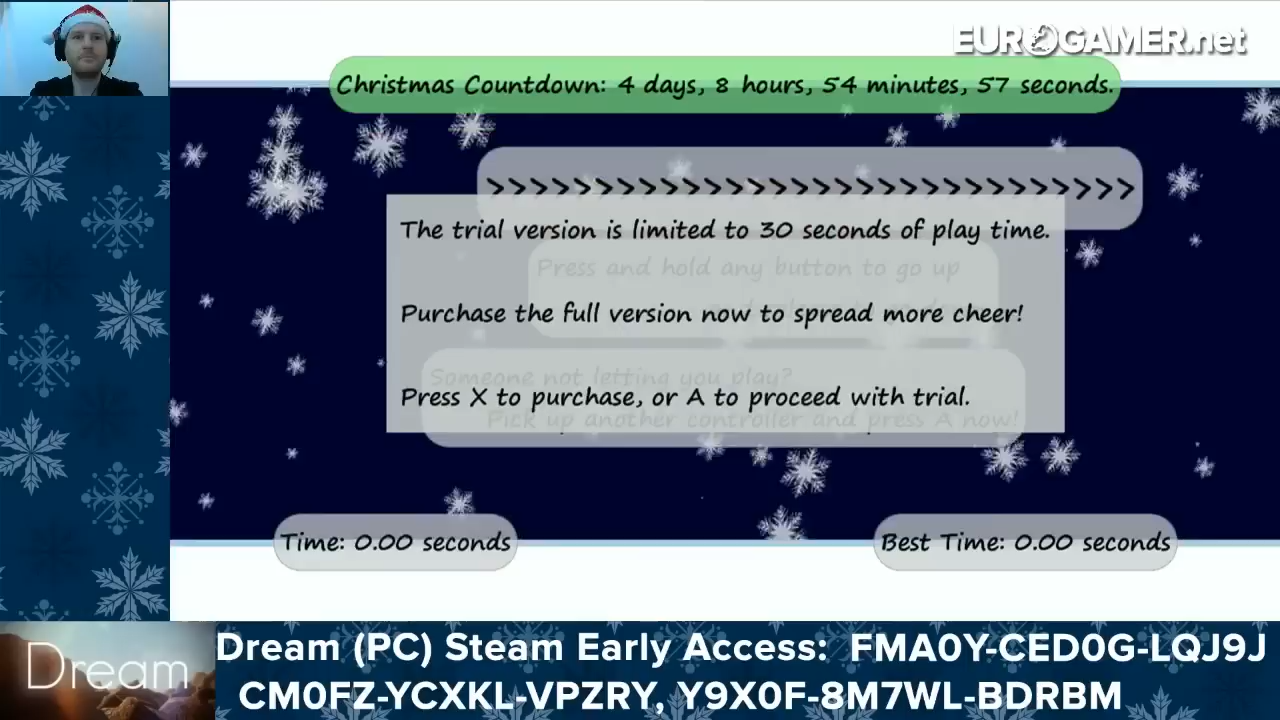 EUROGAMER.net
Christmas Countdown: 4 days, 8 hours, 54 minutes, 57 seconds.
>>>>>>>>>>>>>>>>>>>>>>>>>>>>>>
The trial version is limited to 30 seconds of play time.
Press and hold any button to go up
Purchase the full version now to spread more cheer!
Someone not letting you play?
Press X to purchase, or A to proceed with trial.
Pick up another controller and press A now!
Time: 0.00 seconds
Best Time: 0.00 seconds
Dream
Dream (PC) Steam Early Access: FMA0Y-CED0G-LQJ9J
CM0FZ-YCXKL-VPZRY, Y9X0F-8M7WL-BDRBM